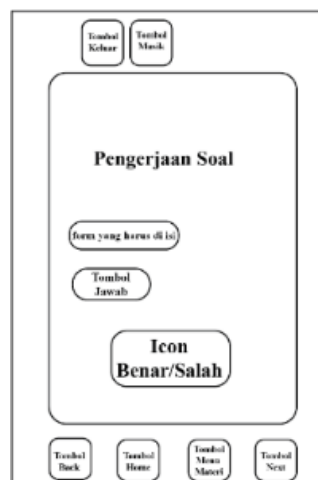 Tombol
Keluar
Tombol
Musik
Pengerjaan Soal
form yang harus di isi
Tombol
Jawab
Icon
Benar/Salah
Tombol
Back
Tombol
Home
Tombol
Menu
Materi
Tombol
Next